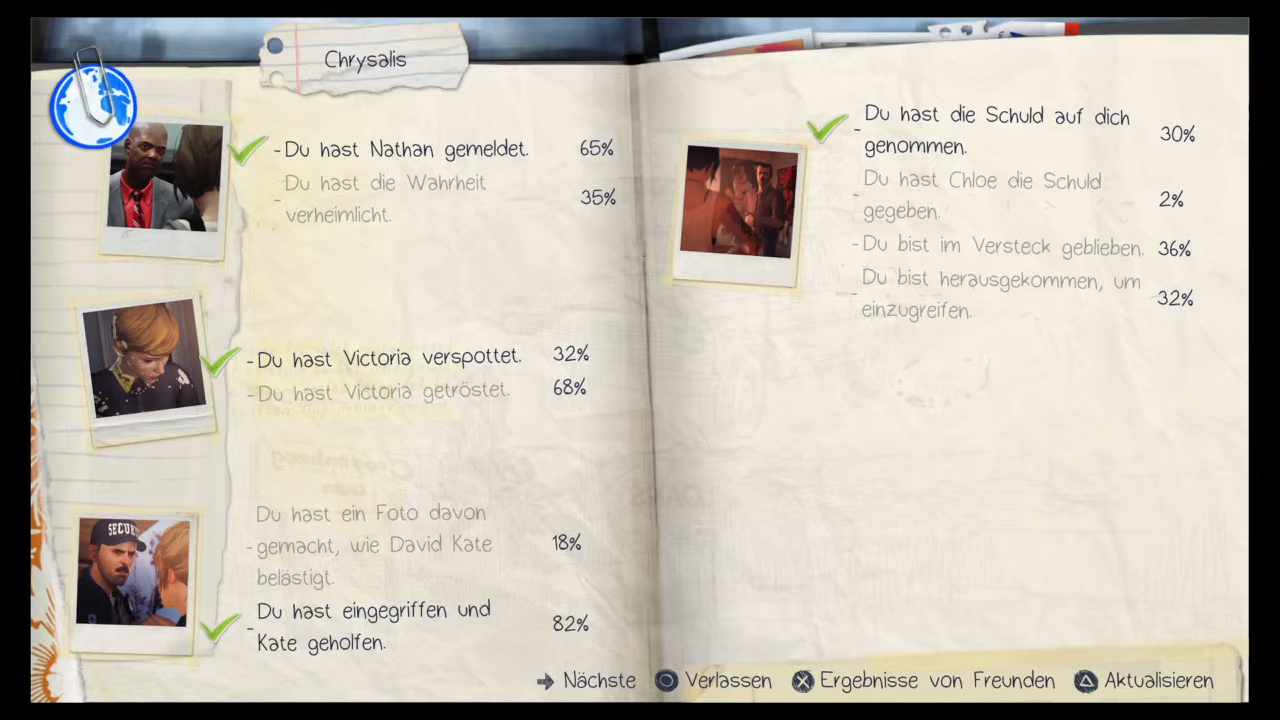 Chrysalis
-Du hast Nathan gemeldet. 65%
Du hast die Wahrheit
- verheimlicht. 35%
-Du hast Victoria verspottet. 32%
-Du hast Victoria getröstet. 68%
Du hast ein Foto davon
-gemacht, wie David Kate 18%
belästigt.
Du hast eingegriffen und
- Kate geholfen. 82%
SECUR
Du hast die Schuld auf dich
- genommen. 30%
Du hast Chloe die Schuld
- gegeben. 2%
-Du bist im Versteck geblieben. 36%
Du bist herausgekommen, um
- einzugreifen. 32%
Nächste Verlassen Ergebnisse von Freunden Aktualisieren